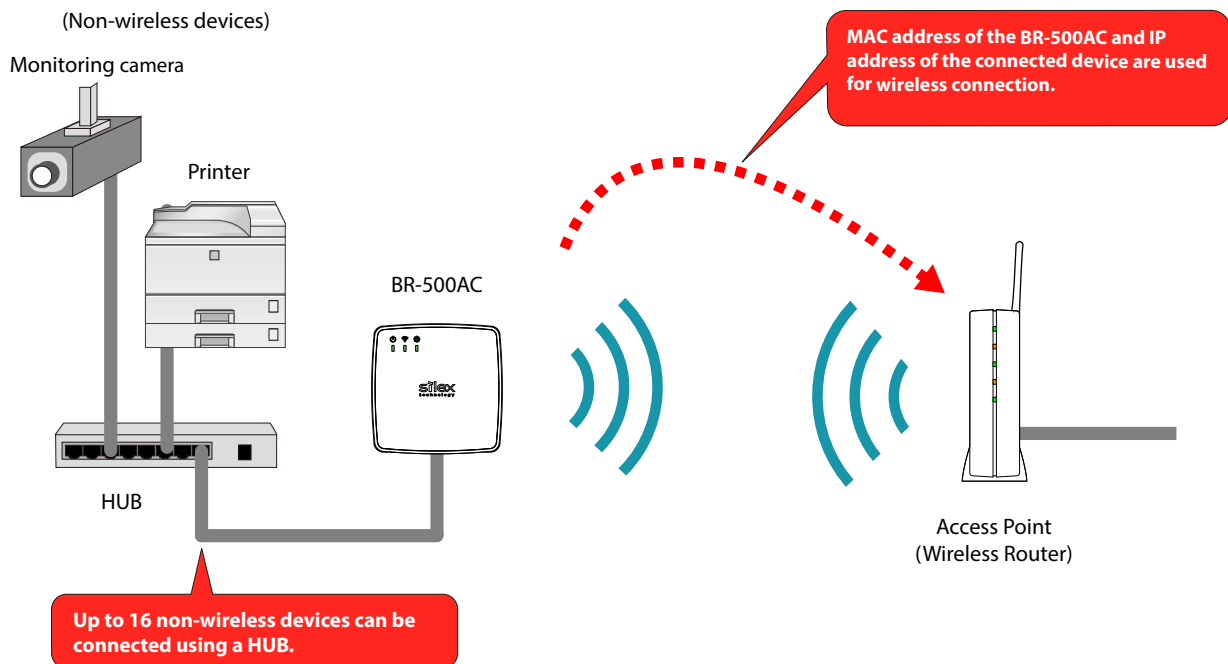 (Non-wireless devices)
Monitoring camera
Printer
BR-500AC
silex
technology
HUB
Up to 16 non-wireless devices can be
connected using a HUB.
MAC address of the BR-500AC and IP
address of the connected device are used
for wireless connection.
Access Point
(Wireless Router)